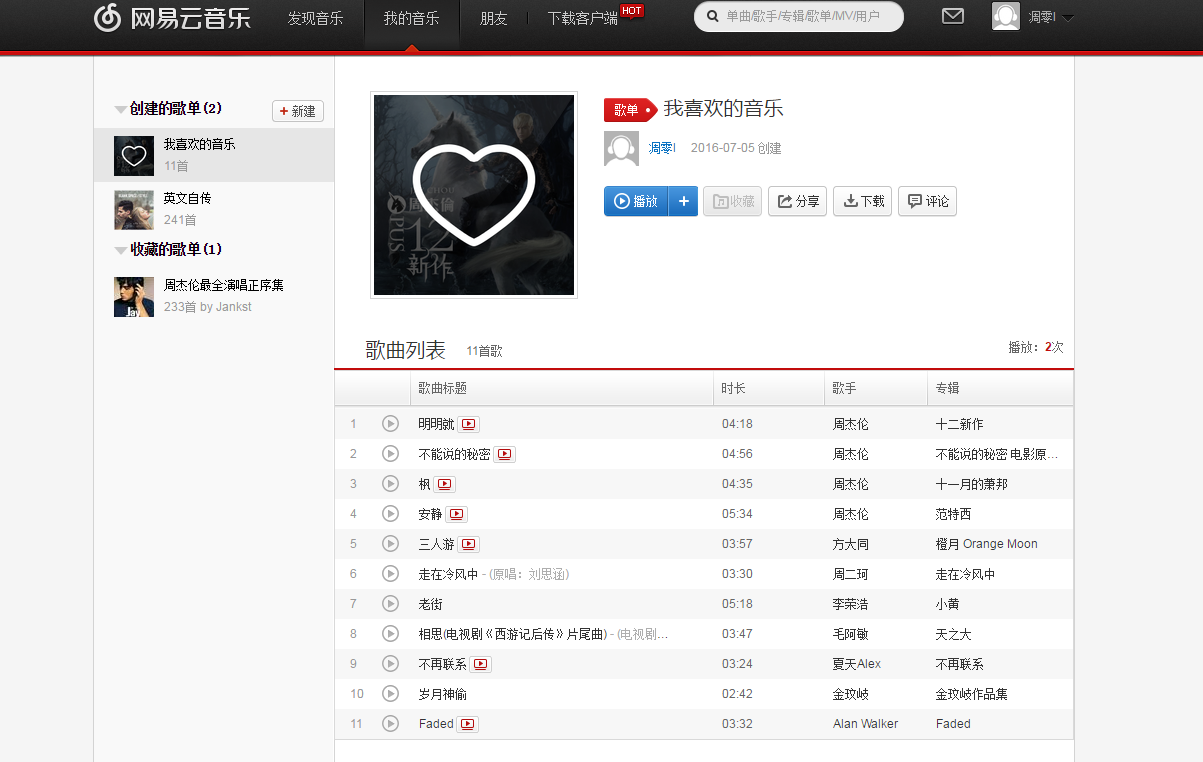 网易云音乐 发现音乐 我的音乐 朋友 下载客户端 HOT 单曲/歌手/专辑/歌单/MV/用户 凋零l
创建的歌单(2) + 新建
我喜欢的音乐
11首
英文自传
241首
收藏的歌单(1)
周杰伦最全演唱正序集
233首 by Jankst
歌单 我喜欢的音乐
凋零l 2016-07-05 创建
播放 + 收藏 分享 下载 评论
周杰倫
OPUS
12
新作
歌曲列表 11首歌 播放：2次
歌曲标题 时长 歌手 专辑
1 明明就 04:18 周杰伦 十二新作
2 不能说的秘密 04:56 周杰伦 不能说的秘密 电影原…
3 枫 04:35 周杰伦 十一月的萧邦
4 安静 05:34 周杰伦 范特西
5 三人游 03:57 方大同 橙月 Orange Moon
6 走在冷风中 - (原唱：刘思涵) 03:30 周二珂 走在冷风中
7 老街 05:18 李荣浩 小黄
8 相思(电视剧《西游记后传》片尾曲) - (电视剧… 03:47 毛阿敏 天之大
9 不再联系 03:24 夏天Alex 不再联系
10 岁月神偷 02:42 金玟岐 金玟岐作品集
11 Faded 03:32 Alan Walker Faded